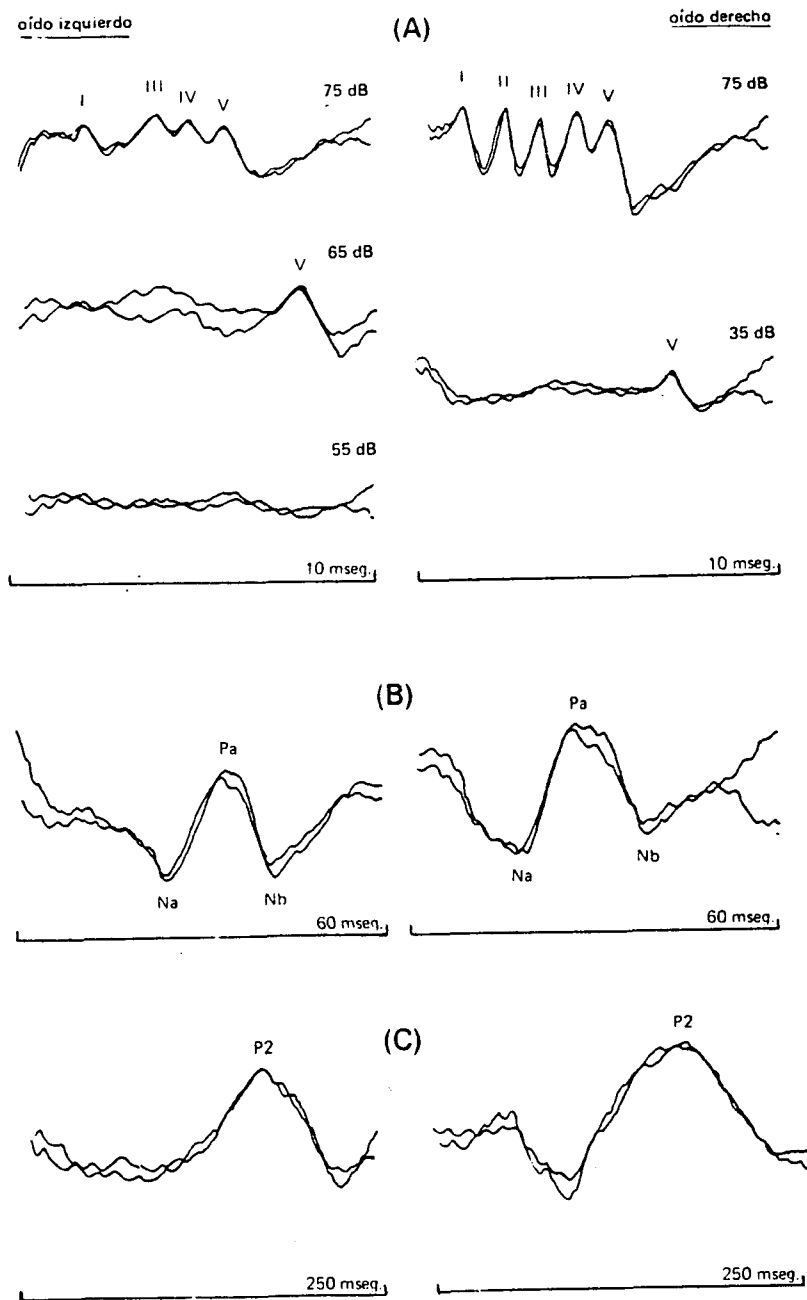 oído izquierdo (A) oído derecho
I III IV V 75 dB
I II III IV V 75 dB
65 dB
V
V 35 dB
55 dB
10 mseg. 10 mseg.
(B)
Pa Pa
Na Nb Na Nb
60 mseg. 60 mseg.
(C)
P2 P2
250 mseg. 250 mseg.